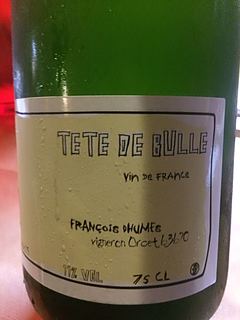 TETE DE BULLE
Vin DE FRANCE
FRANÇOIS DHUMES
vigneron Orcet 63670
11% VOL
75 CL